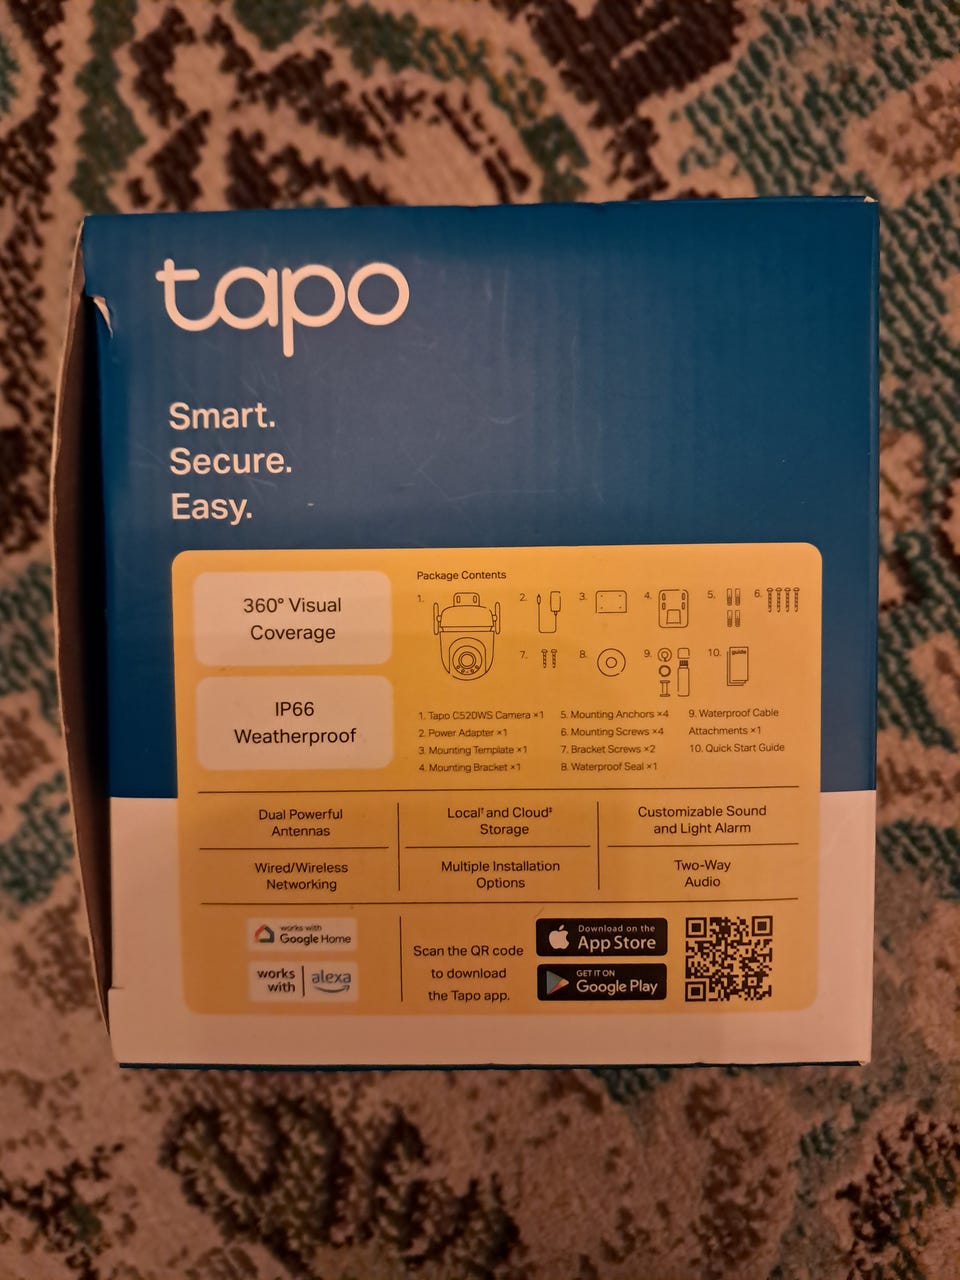 tapo
Smart.
Secure.
Easy.
360° Visual
Coverage
IP66
Weatherproof
Package Contents
1.
2.
3.
4.
5.
6.
7.
8.
9.
10.
guide
1. Tapo C520WS Camera ×1
2. Power Adapter ×1
3. Mounting Template ×1
4. Mounting Bracket ×1
5. Mounting Anchors ×4
6. Mounting Screws ×4
7. Bracket Screws ×2
8. Waterproof Seal ×1
9. Waterproof Cable
Attachments ×1
10. Quick Start Guide
Dual Powerful
Antennas
Local† and Cloud‡
Storage
Customizable Sound
and Light Alarm
Wired/Wireless
Networking
Multiple Installation
Options
Two-Way
Audio
works with
Google Home
works
with
alexa
Scan the QR code
to download
the Tapo app.
Download on the
App Store
GET IT ON
Google Play